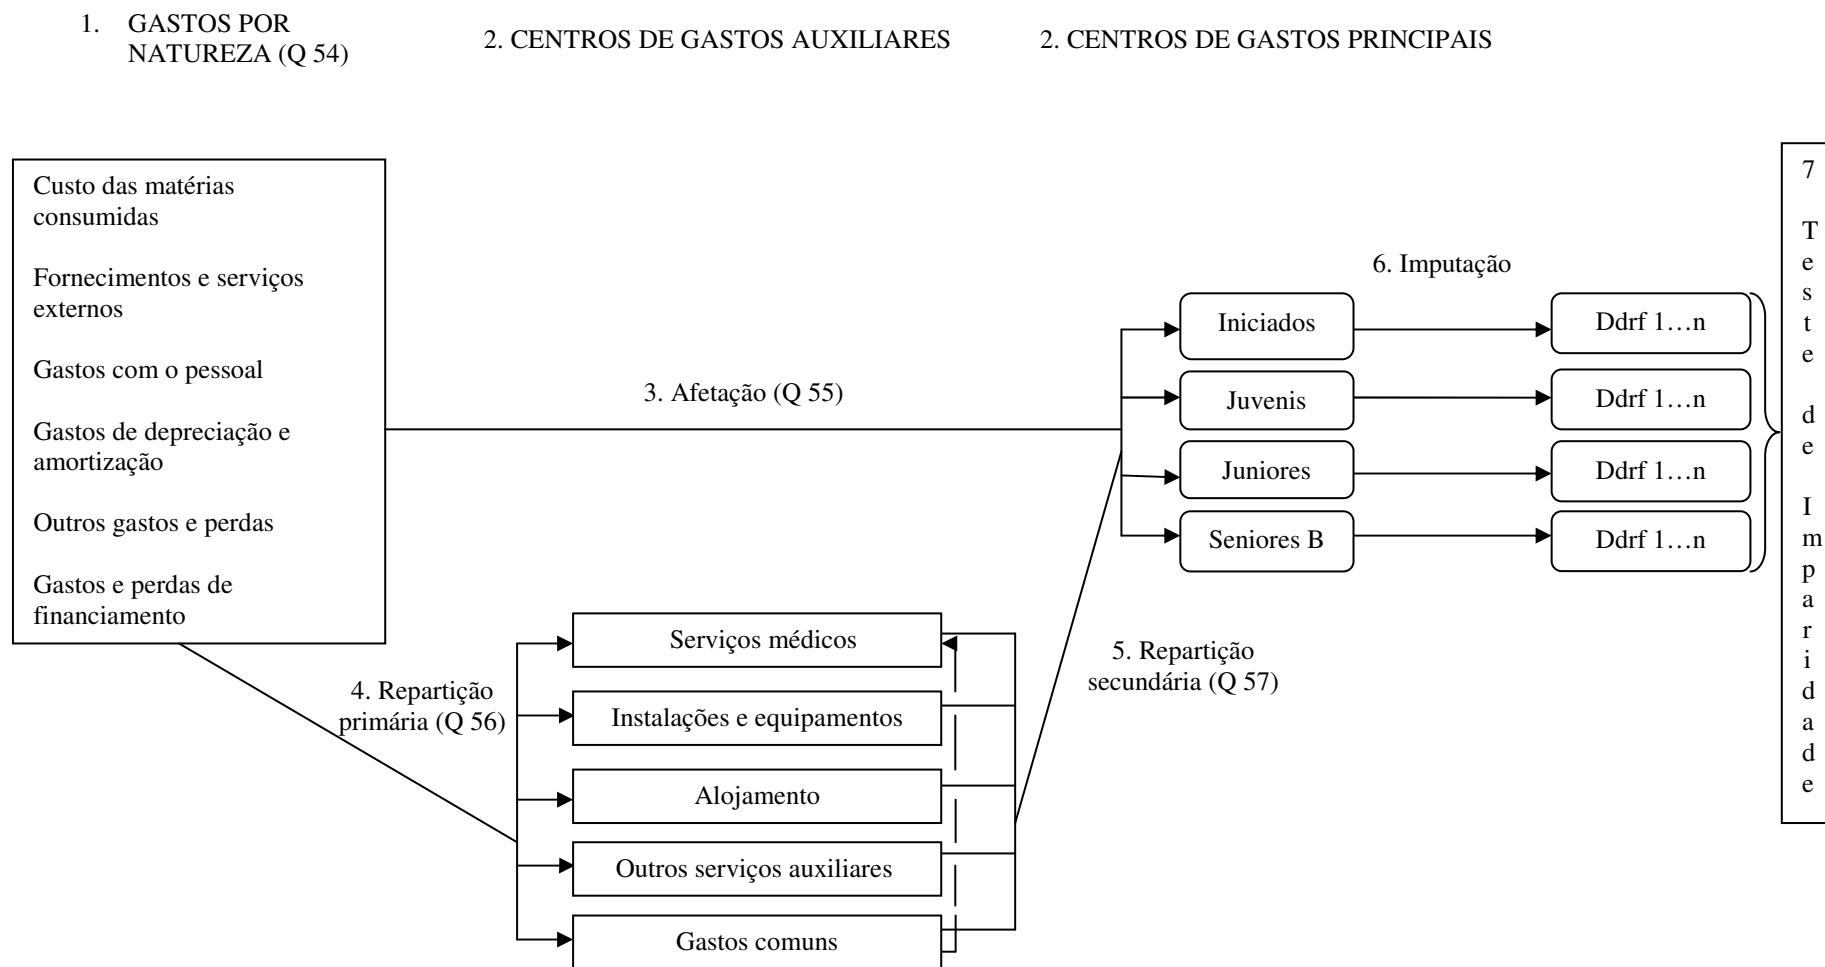 1. GASTOS POR
NATUREZA (Q 54)
2. CENTROS DE GASTOS AUXILIARES
2. CENTROS DE GASTOS PRINCIPAIS
Custo das matérias
consumidas
Fornecimentos e serviços
externos
Gastos com o pessoal
Gastos de depreciação e
amortização
Outros gastos e perdas
Gastos e perdas de
financiamento
3. Afetação (Q 55)
4. Repartição
primária (Q 56)
Serviços médicos
Instalações e equipamentos
Alojamento
Outros serviços auxiliares
Gastos comuns
5. Repartição
secundária (Q 57)
6. Imputação
Iniciados
Ddrf 1…n
Juvenis
Ddrf 1…n
Juniores
Ddrf 1…n
Seniores B
Ddrf 1…n
7
T
e
s
t
e
d
e
I
m
p
a
r
i
d
a
d
e